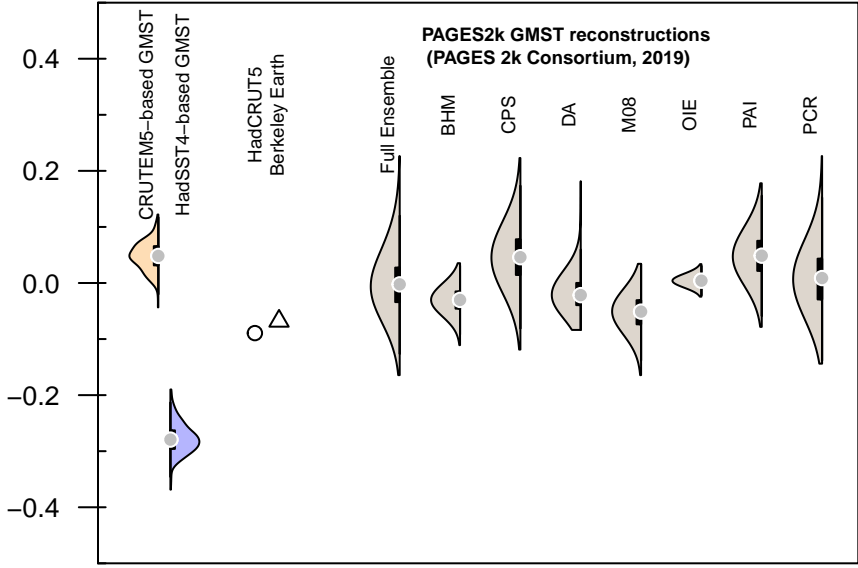 PAGES2k GMST reconstructions
(PAGES 2k Consortium, 2019)
CRUTEM5−based GMST
HadSST4−based GMST
HadCRUT5
Berkeley Earth
Full Ensemble
BHM
CPS
DA
M08
OIE
PAI
PCR
0.4
0.2
0.0
−0.2
−0.4